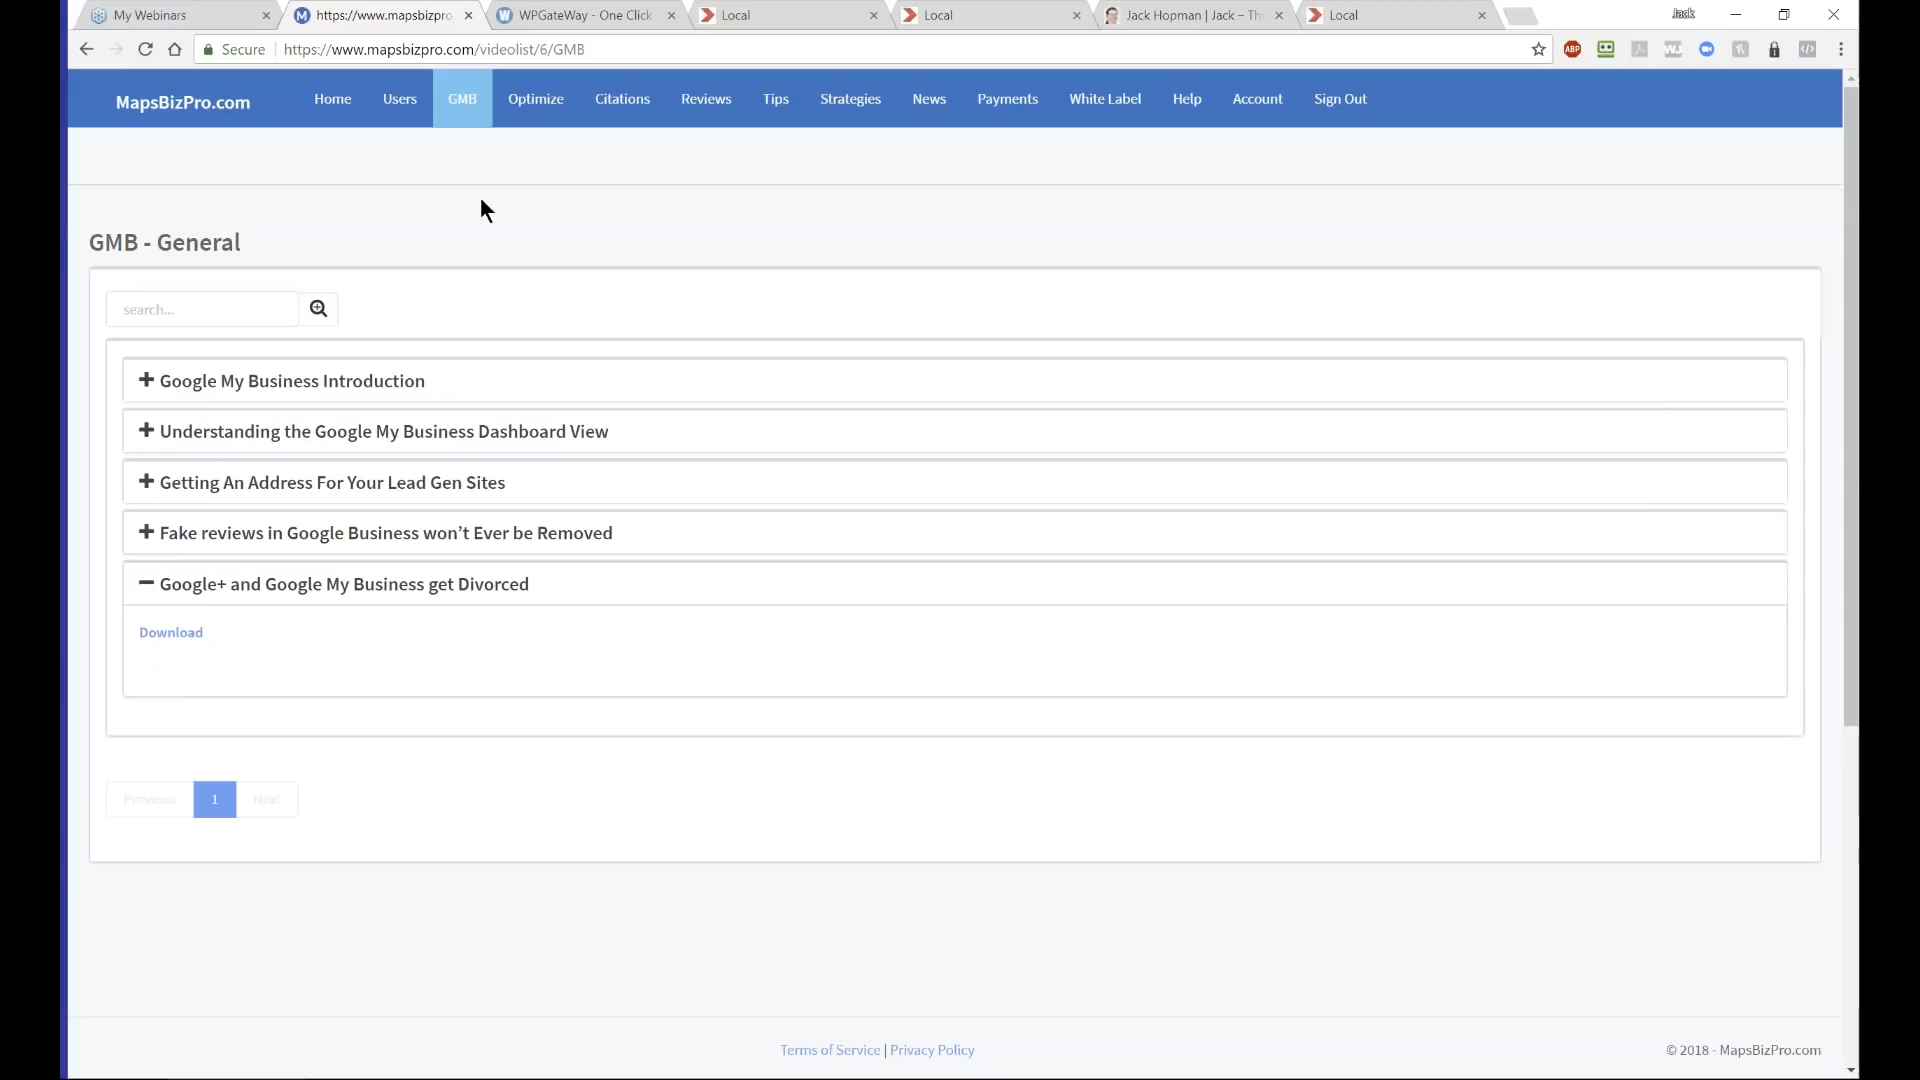 My Webinars
https://www.mapsbizpro.
WPGateWay - One Click
Local
Local
Jack Hopman | Jack – Th
Local
Jack
Secure
https://www.mapsbizpro.com/videolist/6/GMB
ABP
MapsBizPro.com
Home
Users
GMB
Optimize
Citations
Reviews
Tips
Strategies
News
Payments
White Label
Help
Account
Sign Out
GMB - General
search...
Google My Business Introduction
Understanding the Google My Business Dashboard View
Getting An Address For Your Lead Gen Sites
Fake reviews in Google Business won’t Ever be Removed
Google+ and Google My Business get Divorced
Download
Previous
1
Next
Terms of Service | Privacy Policy
© 2018 - MapsBizPro.com